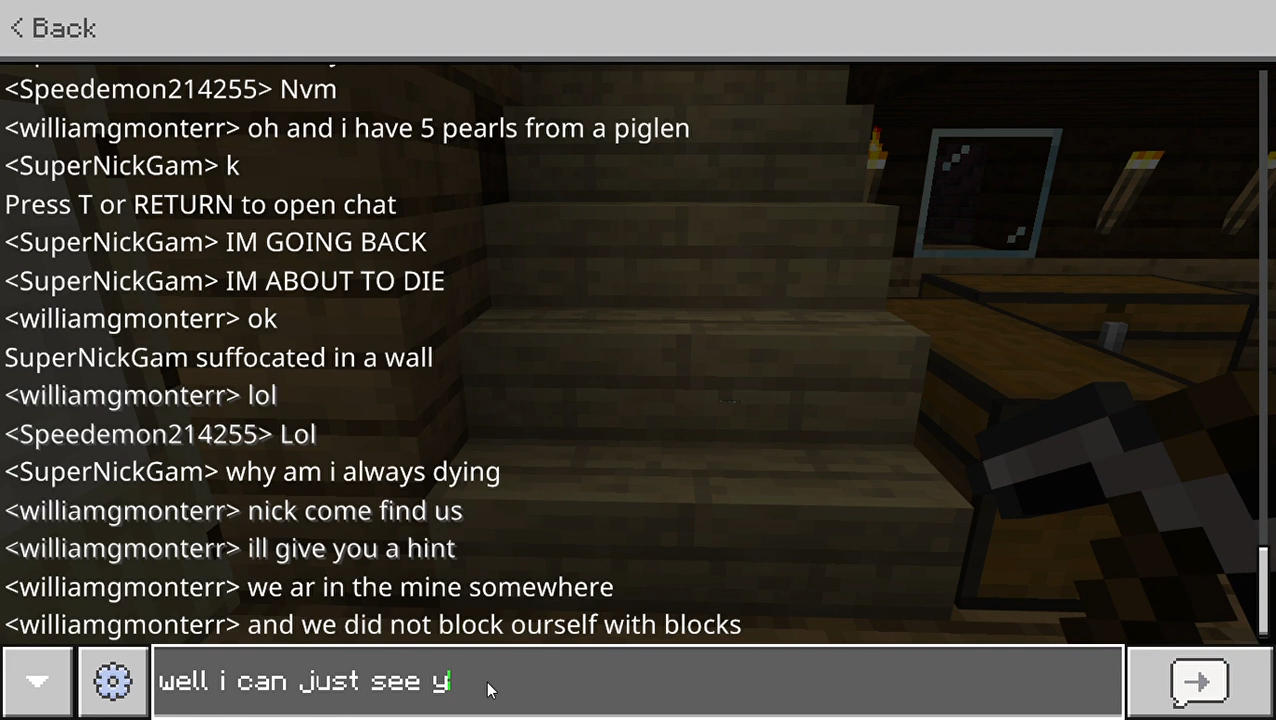 < Back
<Speedemon214255> Nvm
<williamgmonterr> oh and i have 5 pearls from a piglen
<SuperNickGam> k
Press T or RETURN to open chat
<SuperNickGam> IM GOING BACK
<SuperNickGam> IM ABOUT TO DIE
<williamgmonterr> ok
SuperNickGam suffocated in a wall
<williamgmonterr> lol
<Speedemon214255> Lol
<SuperNickGam> why am i always dying
<williamgmonterr> nick come find us
<williamgmonterr> ill give you a hint
<williamgmonterr> we ar in the mine somewhere
<williamgmonterr> and we did not block ourself with blocks
well i can just see y